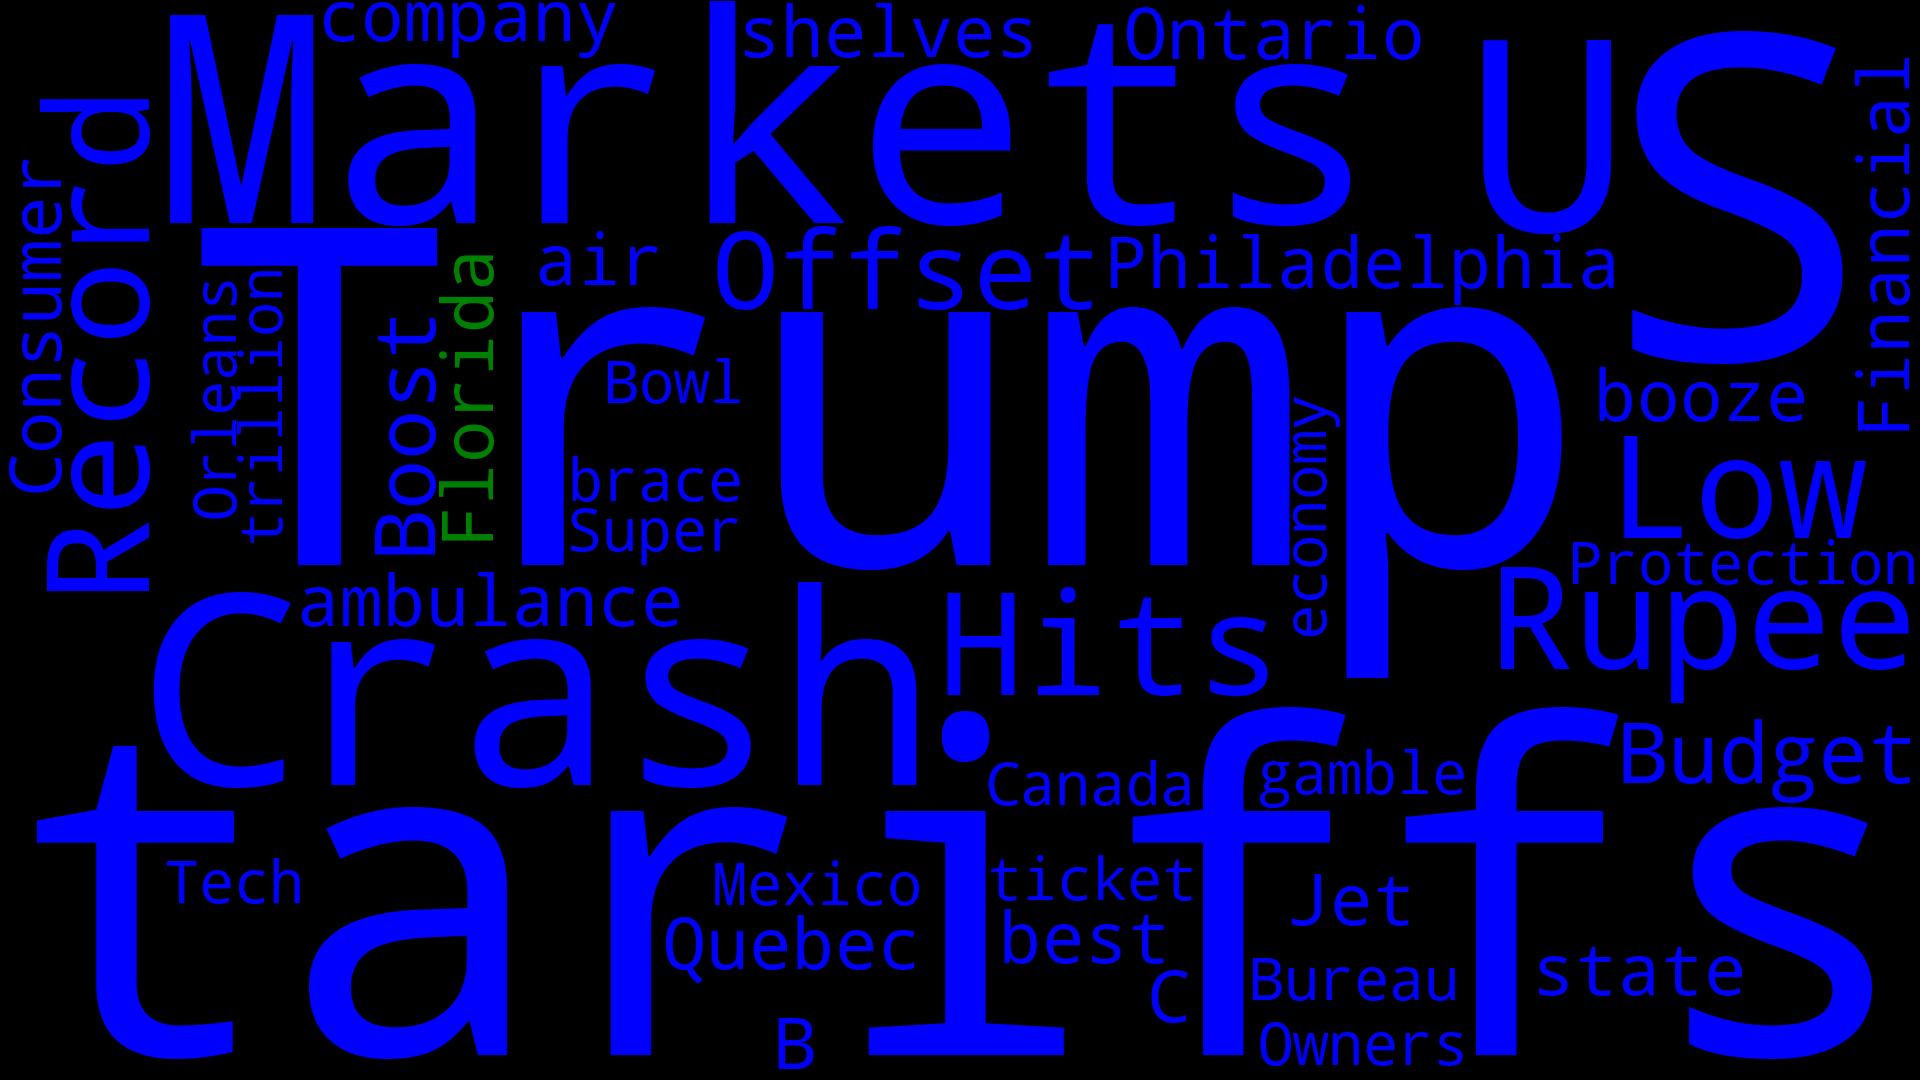 company
shelves
Ontario
Markets
US
Financial
Record
Consumer
air
Offset
Philadelphia
Trump
Orleans
trillion
Boost
Florida
Bowl
booze
brace
Super
economy
Low
Protection
Rupee
ambulance
Crash
Hits
Budget
tariffs
Canada
gamble
Tech
Mexico
ticket
Jet
Quebec
best
state
C
Bureau
B
Owners